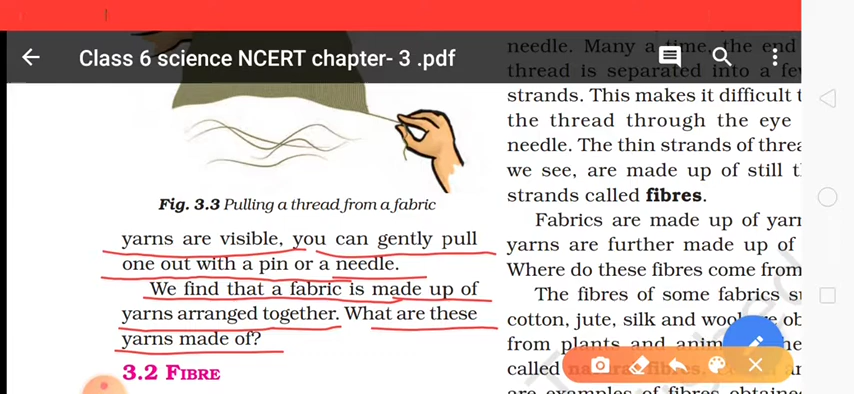 Class 6 science NCERT chapter- 3 .pdf
Fig. 3.3 Pulling a thread from a fabric
yarns are visible, you can gently pull
one out with a pin or a needle.
We find that a fabric is made up of
yarns arranged together. What are these
yarns made of?
3.2 FIBRE
needle. Many a time, the end
thread is separated into a
strands. This makes it difficult
the thread through the eye
needle. The thin strands of
we see, are made up of still
strands called fibres.
Fabrics are made up of
yarns are further made up of
Where do these fibres come from
The fibres of some fabrics
cotton, jute, silk and
from plants and
called
are examples of fibres